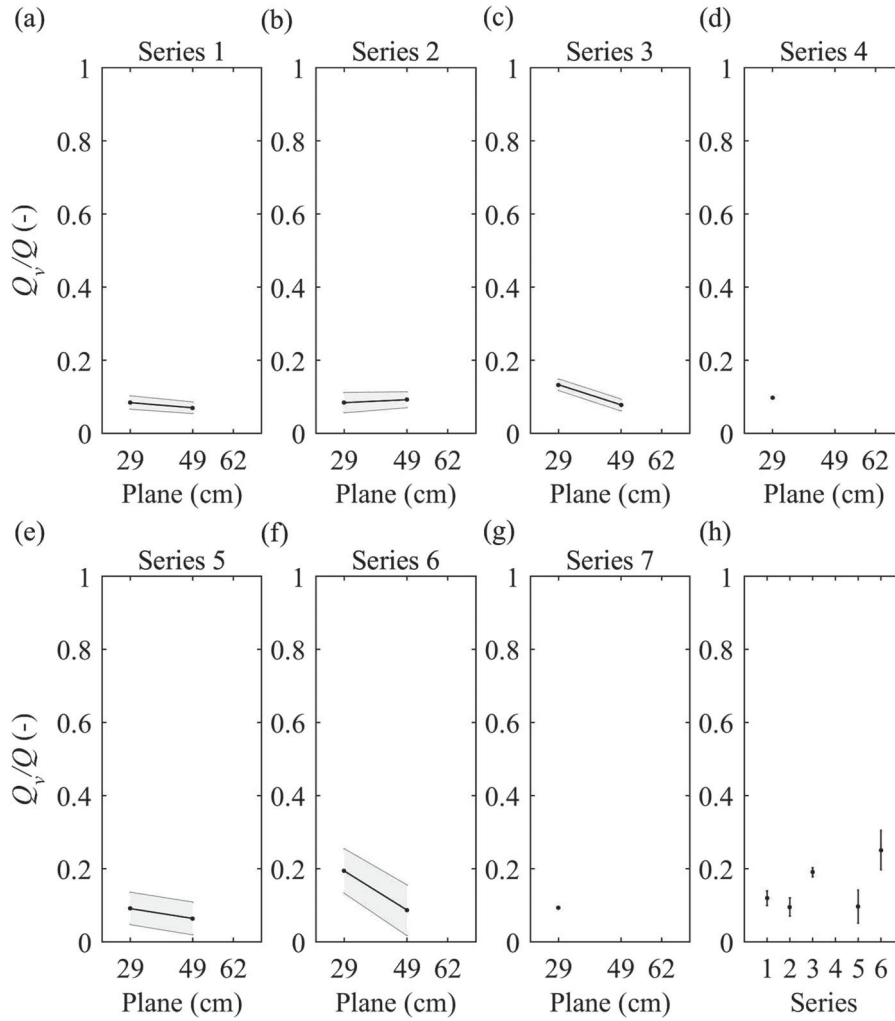 (a) (b) (c) (d)
Series 1 Series 2 Series 3 Series 4
1 1 1 1
0.8 0.8 0.8 0.8
0.6 0.6 0.6 0.6
Qv/Q (-)
0.4 0.4 0.4 0.4
0.2 0.2 0.2 0.2
0 0 0 0
29 49 62 29 49 62 29 49 62 29 49 62
Plane (cm) Plane (cm) Plane (cm) Plane (cm)
(e) (f) (g) (h)
Series 5 Series 6 Series 7
1 1 1 1
0.8 0.8 0.8 0.8
0.6 0.6 0.6 0.6
Qv/Q (-)
0.4 0.4 0.4 0.4
0.2 0.2 0.2 0.2
0 0 0 0
29 49 62 29 49 62 29 49 62 1 2 3 4 5 6
Plane (cm) Plane (cm) Plane (cm) Series